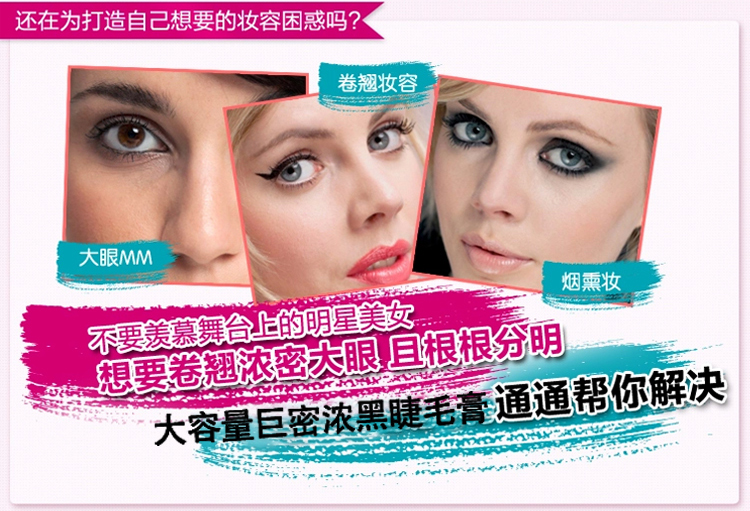 还在为打造自己想要的妆容困惑吗?
卷翘妆容
大眼MM
烟熏妆
不要羡慕舞台上的明星美女
想要卷翘浓密大眼 且根根分明
大容量巨密浓黑睫毛膏 通通帮你解决